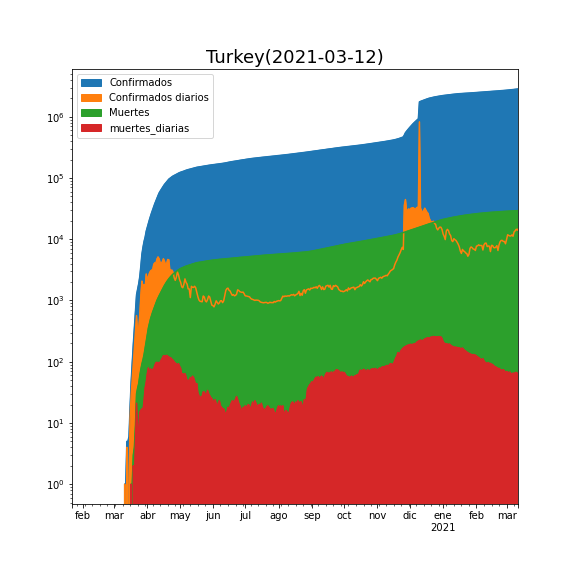 Turkey(2021-03-12)
Confirmados
Confirmados diarios
Muertes
muertes_diarias
10⁶
10⁵
10⁴
10³
10²
10¹
10⁰
feb mar abr may jun jul ago sep oct nov dic ene feb mar
2021